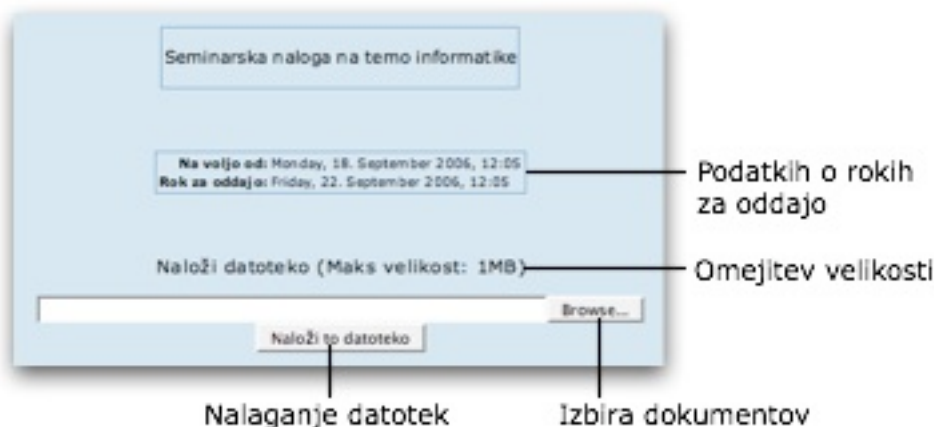 Seminarska naloga na temo informatike
Na voljo od: Monday, 18. September 2006, 12:05
Rok za oddajo: Friday, 22. September 2006, 12:05
Podatkih o rokih
za oddajo
Naloži datoteko (Maks velikost: 1MB)
Omejitev velikosti
Browse...
Naloži to datoteko
Nalaganje datotek
Izbira dokumentov